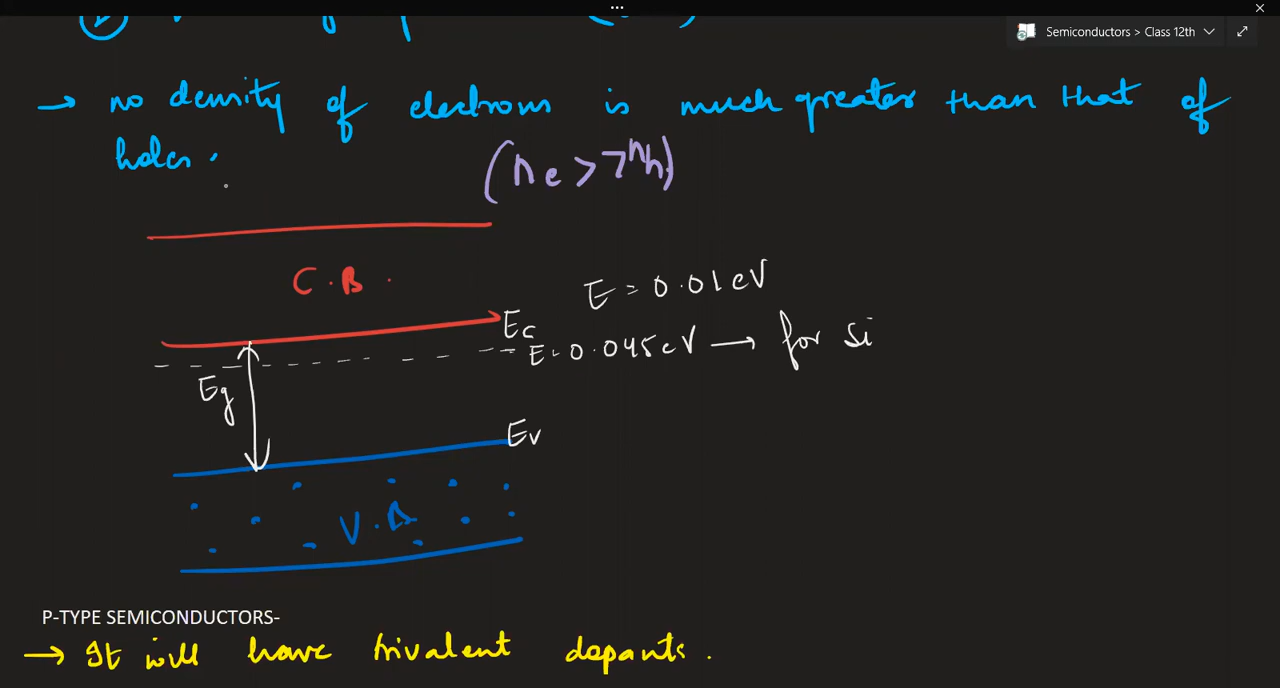 Semiconductors > Class 12th
→ no density of electrons is much greater than that of
holes.
(ne >> nh)
C.B.
E = 0.01eV
Ec
E = 0.045eV → for Si
Eg
Ev
V.B
P-TYPE SEMICONDUCTORS-
→ It will have trivalent dopants.